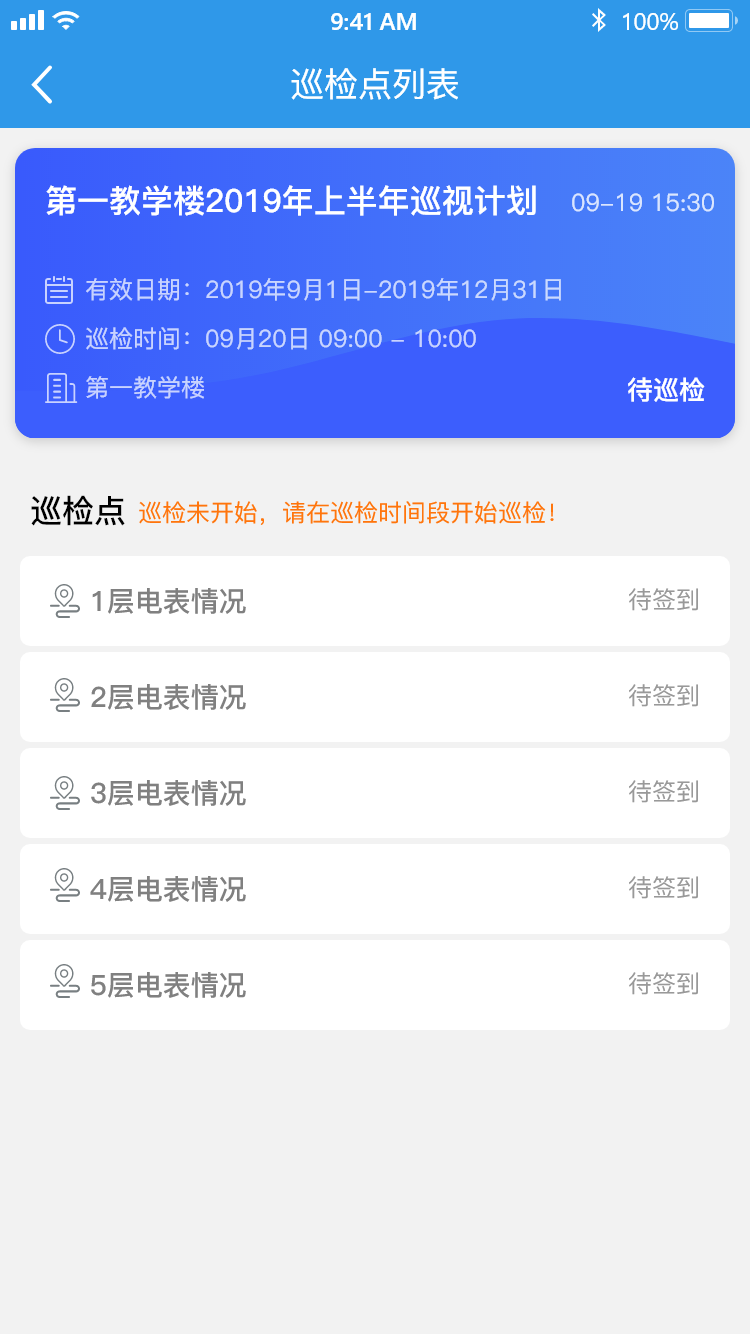 9:41 AM 100%
巡检点列表
第一教学楼2019年上半年巡视计划 09-19 15:30
有效日期：2019年9月1日-2019年12月31日
巡检时间：09月20日 09:00 - 10:00
第一教学楼 待巡检
巡检点 巡检未开始，请在巡检时间段开始巡检！
1层电表情况 待签到
2层电表情况 待签到
3层电表情况 待签到
4层电表情况 待签到
5层电表情况 待签到